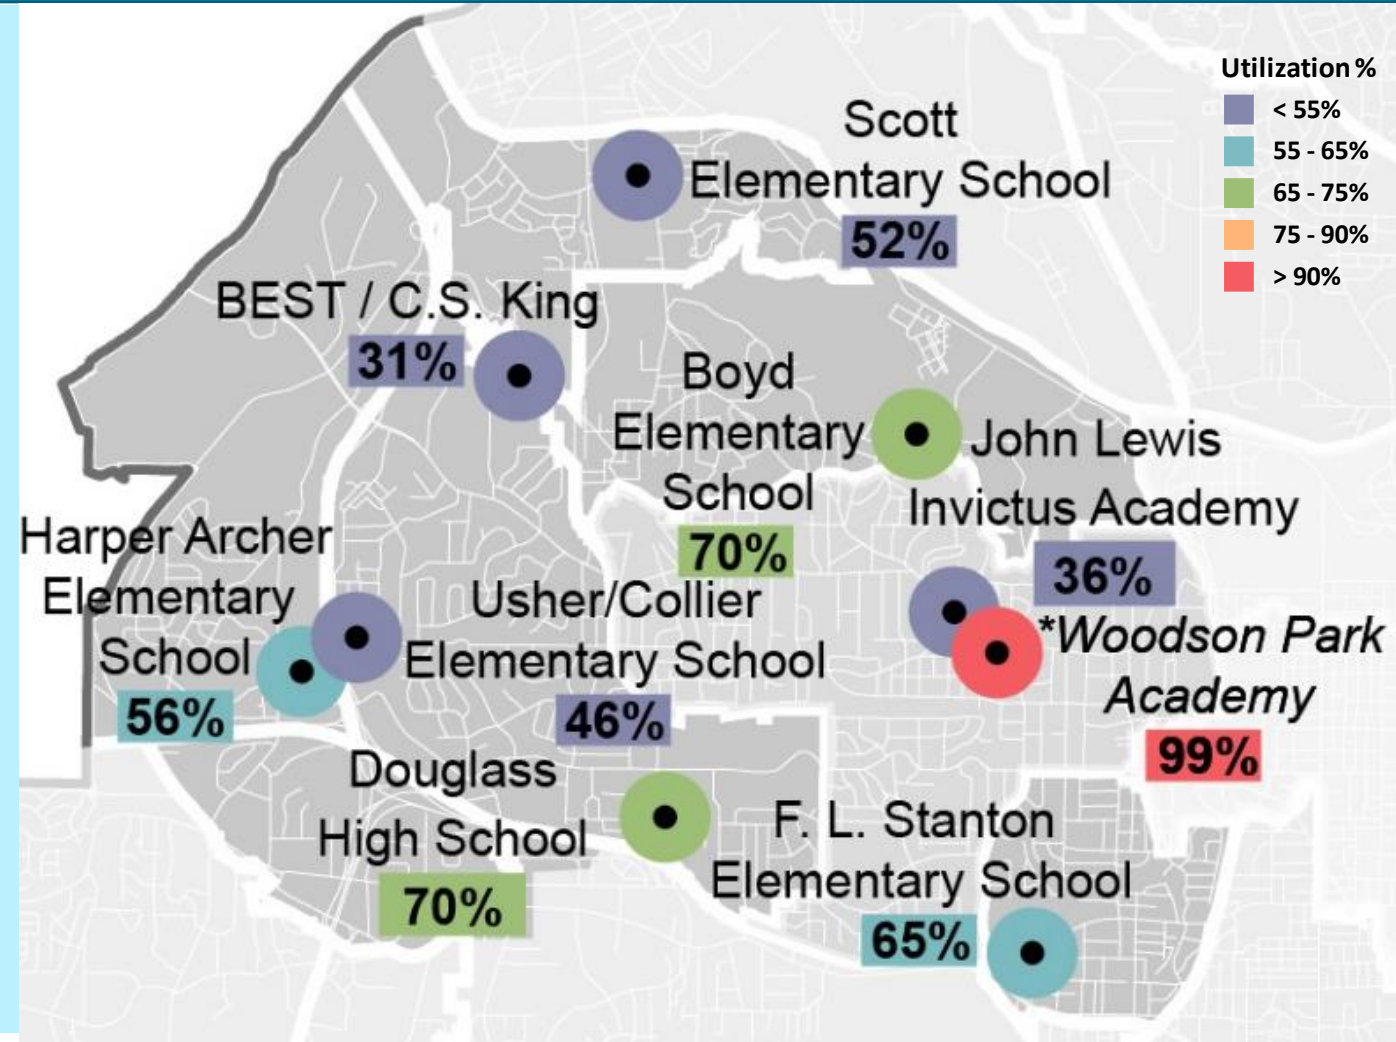 Utilization %
< 55%
55 - 65%
65 - 75%
75 - 90%
> 90%
Scott
Elementary School
52%
BEST / C.S. King
31%
Boyd
Elementary
School
70%
John Lewis
Invictus Academy
36%
Harper Archer
Elementary
School
56%
Usher/Collier
Elementary School
46%
*Woodson Park
Academy
99%
Douglass
High School
70%
F. L. Stanton
Elementary School
65%